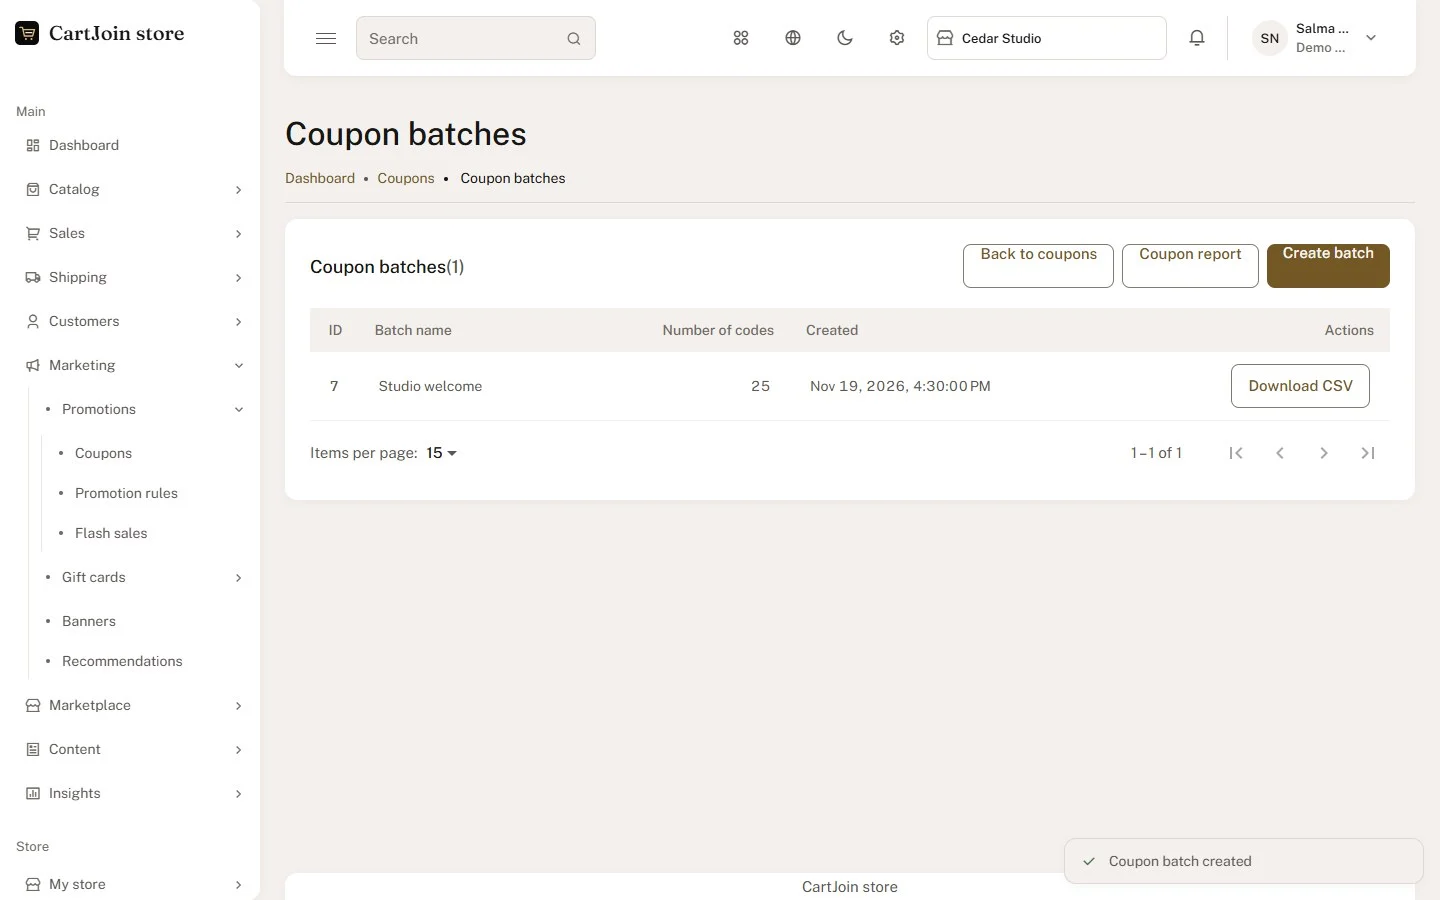 CartJoin store
Search
Cedar Studio
SN
Salma ...
Demo ...
Main
Dashboard
Catalog
Sales
Shipping
Customers
Marketing
Promotions
Coupons
Promotion rules
Flash sales
Gift cards
Banners
Recommendations
Marketplace
Content
Insights
Store
My store
Coupon batches
Dashboard • Coupons • Coupon batches
Coupon batches(1)
Back to coupons
Coupon report
Create batch
ID Batch name Number of codes Created Actions
7 Studio welcome 25 Nov 19, 2026, 4:30:00 PM Download CSV
Items per page: 15
1–1 of 1
Coupon batch created
CartJoin store